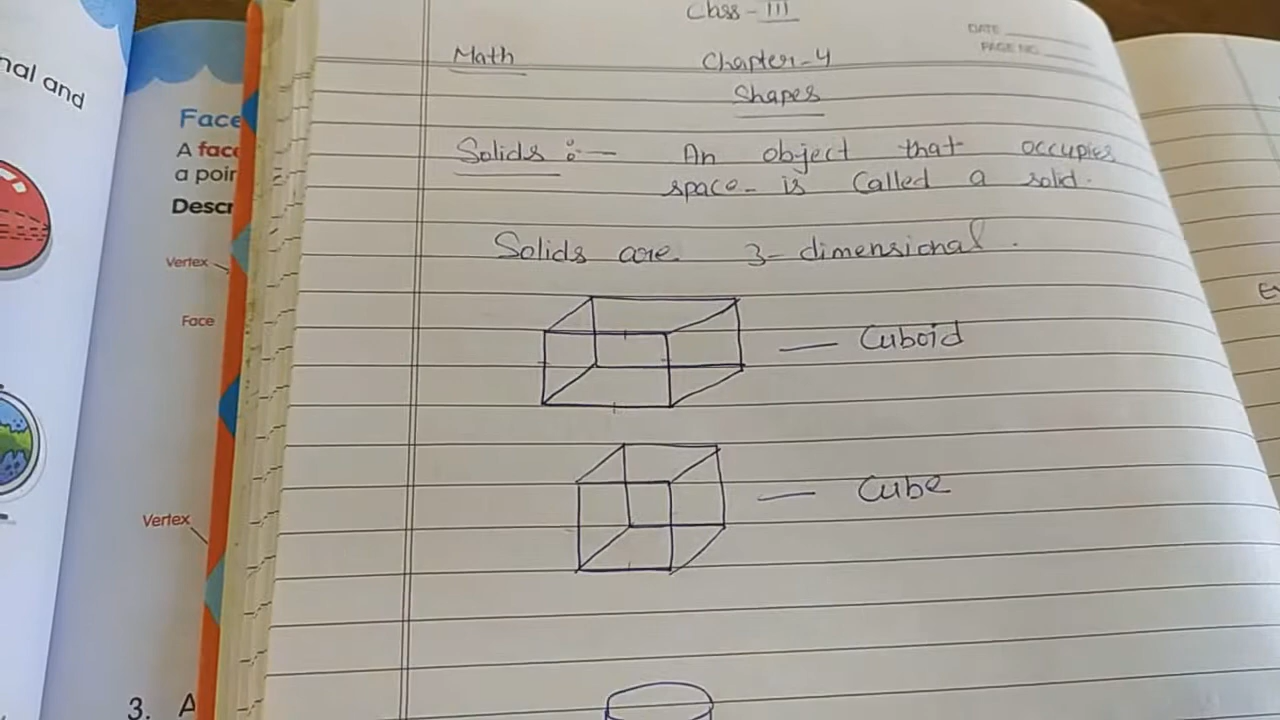 nal and
Face
A face
a poin
Descr
Vertex
Face
Vertex
3. A
Class - III
DATE
PAGE NO.
Math Chapter-4
Shapes
Solids :- An object that occupies
space is called a solid.
Solids are 3-dimensional.
Cuboid
Cube